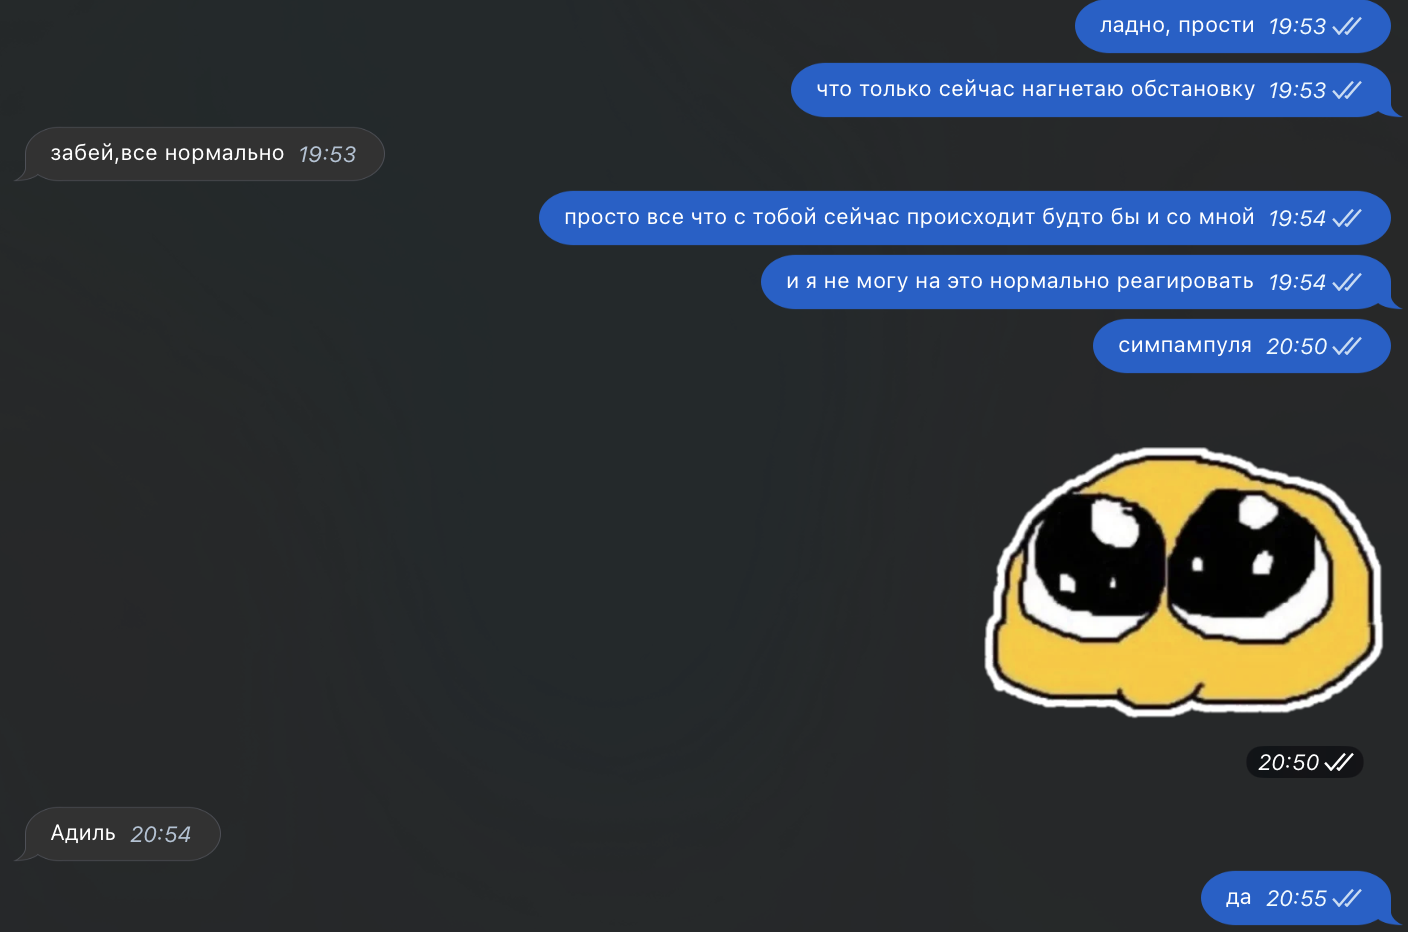 ладно, прости 19:53
что только сейчас нагнетаю обстановку 19:53
забей,все нормально 19:53
просто все что с тобой сейчас происходит будто бы и со мной 19:54
и я не могу на это нормально реагировать 19:54
симпампуля 20:50
20:50
Адиль 20:54
да 20:55